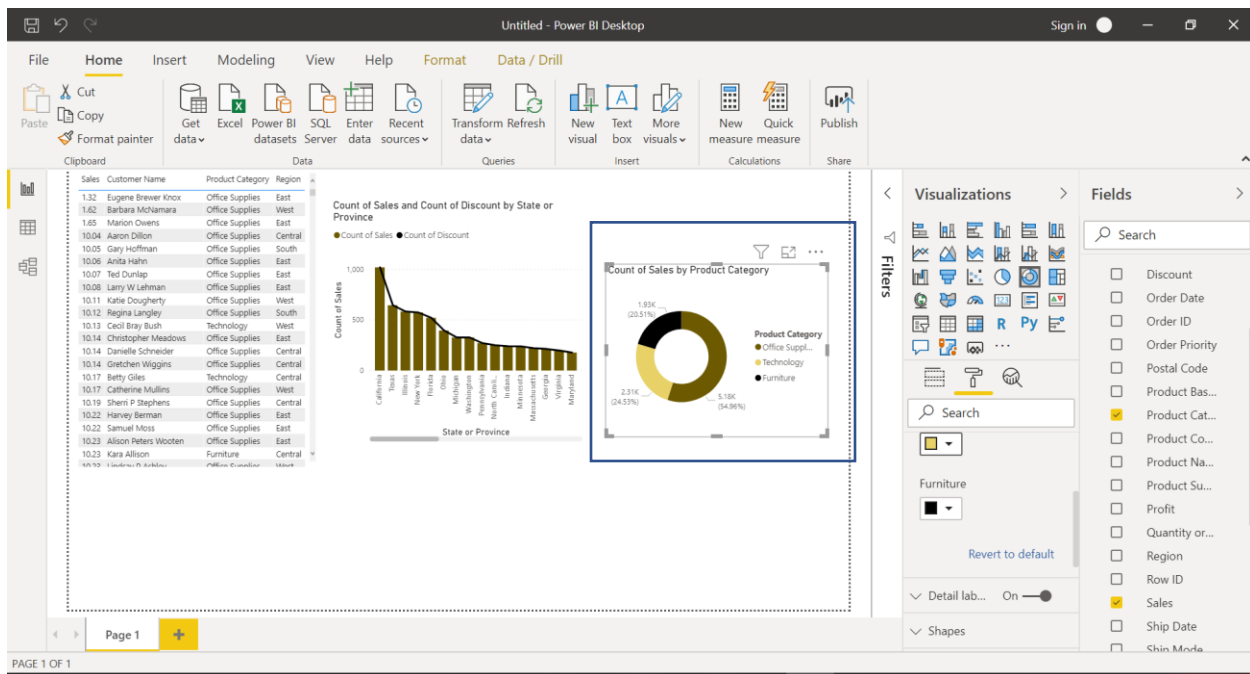 Untitled - Power BI Desktop
Sign in
File Home Insert Modeling View Help Format Data / Drill
Paste
Cut
Copy
Format painter
Clipboard
Get data
Excel
Power BI datasets
SQL Server
Enter data
Recent sources
Data
Transform data
Refresh
Queries
New visual
Text box
More visuals
Insert
New measure
Quick measure
Calculations
Publish
Share
Sales Customer Name Product Category Region
1.32 Eugene Brewer Knox Office Supplies East
1.62 Barbara McNamara Office Supplies West
1.65 Marion Owens Office Supplies East
10.04 Aaron Dillon Office Supplies Central
10.05 Gary Hoffman Office Supplies South
10.06 Anita Hahn Office Supplies East
10.07 Ted Dunlap Office Supplies East
10.08 Larry W Lehman Office Supplies East
10.11 Katie Dougherty Office Supplies West
10.12 Regina Langley Office Supplies South
10.13 Cecil Bray Bush Technology West
10.14 Christopher Meadows Office Supplies East
10.14 Danielle Schneider Office Supplies Central
10.14 Gretchen Wiggins Office Supplies Central
10.17 Betty Giles Technology Central
10.17 Catherine Mullins Office Supplies West
10.19 Sherri P Stephens Office Supplies Central
10.22 Harvey Berman Office Supplies East
10.22 Samuel Moss Office Supplies East
10.23 Alison Peters Wooten Office Supplies East
10.23 Kara Allison Furniture Central
10.23 Lindsay P Ashley Office Supplies West
Count of Sales and Count of Discount by State or
Province
Count of Sales Count of Discount
Count of Sales
1,000
500
0
California
Texas
Illinois
New York
Florida
Ohio
Michigan
Washington
Pennsylvania
North Caroli...
Indiana
Minnesota
Massachusetts
Georgia
Virginia
Maryland
State or Province
Count of Sales by Product Category
1.93K
(20.51%)
2.31K
(24.53%)
5.18K
(54.96%)
Product Category
Office Suppl...
Technology
Furniture
Filters
Visualizations
123
R Py
Search
Furniture
Revert to default
Detail lab... On
Shapes
Fields
Search
Discount
Order Date
Order ID
Order Priority
Postal Code
Product Bas...
Product Cat...
Product Co...
Product Na...
Product Su...
Profit
Quantity or...
Region
Row ID
Sales
Ship Date
Ship Mode
Page 1
PAGE 1 OF 1